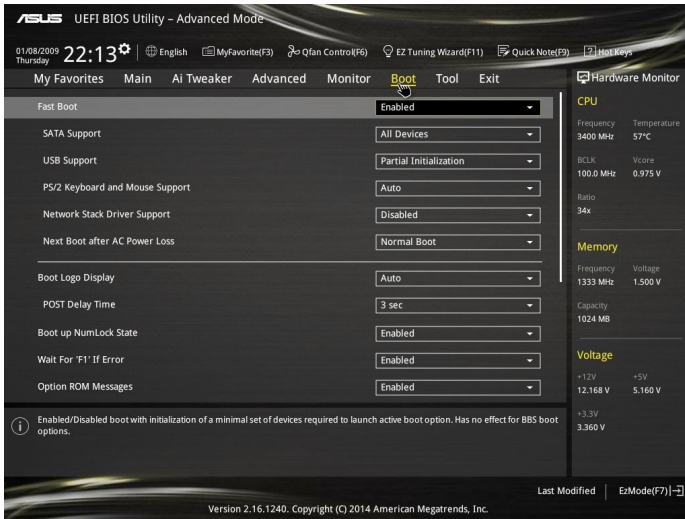 ASUS UEFI BIOS Utility – Advanced Mode
01/08/2009
Thursday
22:13
English
MyFavorite(F3)
Qfan Control(F6)
EZ Tuning Wizard(F11)
Quick Note(F9)
? Hot Keys
My Favorites
Main
Ai Tweaker
Advanced
Monitor
Boot
Tool
Exit
Fast Boot Enabled
SATA Support All Devices
USB Support Partial Initialization
PS/2 Keyboard and Mouse Support Auto
Network Stack Driver Support Disabled
Next Boot after AC Power Loss Normal Boot
Boot Logo Display Auto
POST Delay Time 3 sec
Boot up NumLock State Enabled
Wait For 'F1' If Error Enabled
Option ROM Messages Enabled
Enabled/Disabled boot with initialization of a minimal set of devices required to launch active boot option. Has no effect for BBS boot
options.
Hardware Monitor
CPU
Frequency Temperature
3400 MHz 57°C
BCLK Vcore
100.0 MHz 0.975 V
Ratio
34x
Memory
Frequency Voltage
1333 MHz 1.500 V
Capacity
1024 MB
Voltage
+12V +5V
12.168 V 5.160 V
+3.3V
3.360 V
Last Modified
EzMode(F7)
Version 2.16.1240. Copyright (C) 2014 American Megatrends, Inc.